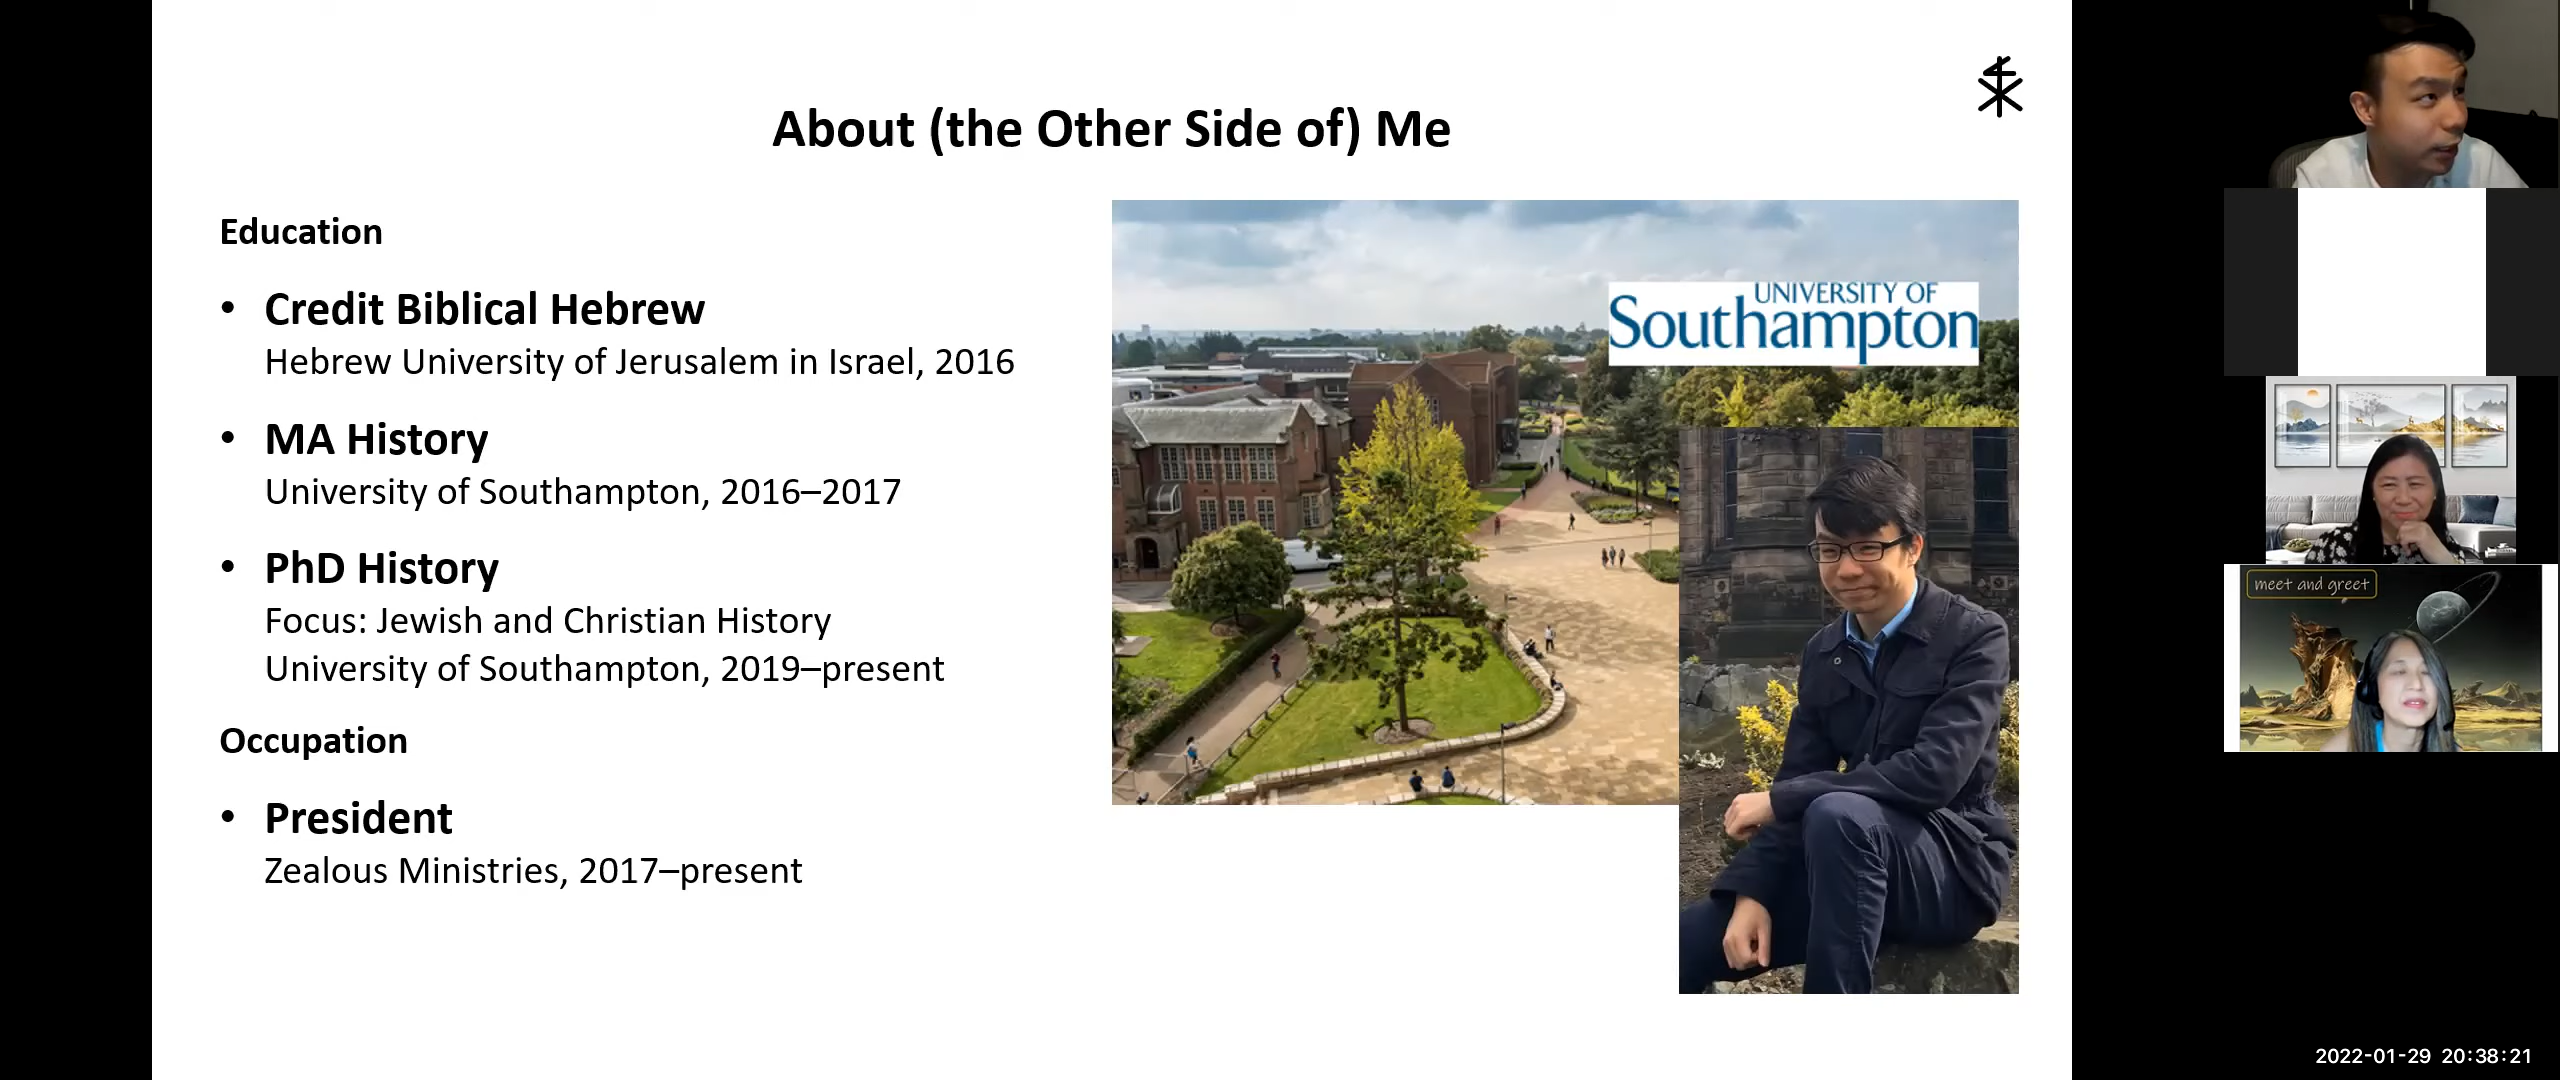 About (the Other Side of) Me
Education
• Credit Biblical Hebrew
Hebrew University of Jerusalem in Israel, 2016
• MA History
University of Southampton, 2016–2017
• PhD History
Focus: Jewish and Christian History
University of Southampton, 2019–present
Occupation
• President
Zealous Ministries, 2017–present
UNIVERSITY OF
Southampton
meet and greet
2022-01-29 20:38:21